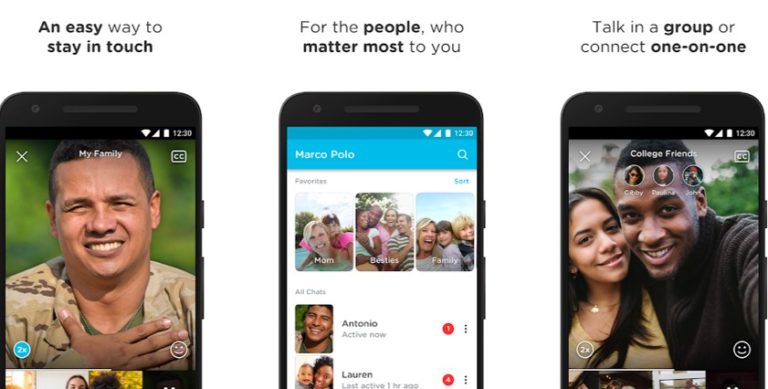 An easy way to
stay in touch
For the people, who
matter most to you
Talk in a group or
connect one-on-one
12:30
My Family
CC
2x
12:30
Marco Polo
Favorites
Sort
Mom
Besties
Family
All Chats
Antonio
Active now
1
Lauren
Last active 1 hr ago
4
12:30
College Friends
CC
Gibby
Paulina
John
2x